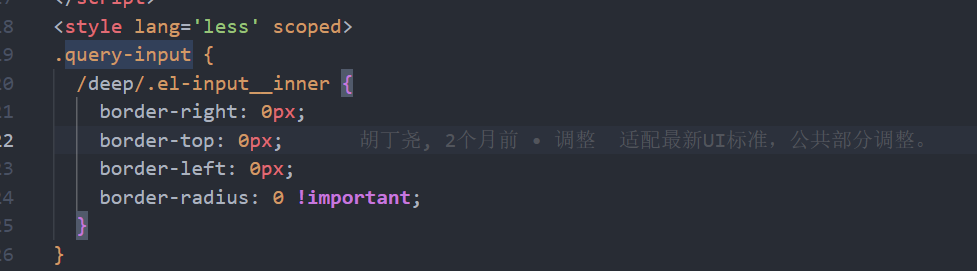 17 </script>
18 <style lang='less' scoped>
19 .query-input {
20 /deep/.el-input__inner {
21 border-right: 0px;
22 border-top: 0px; 胡丁尧, 2个月前 • 调整 适配最新UI标准，公共部分调整。
23 border-left: 0px;
24 border-radius: 0 !important;
25 }
26 }